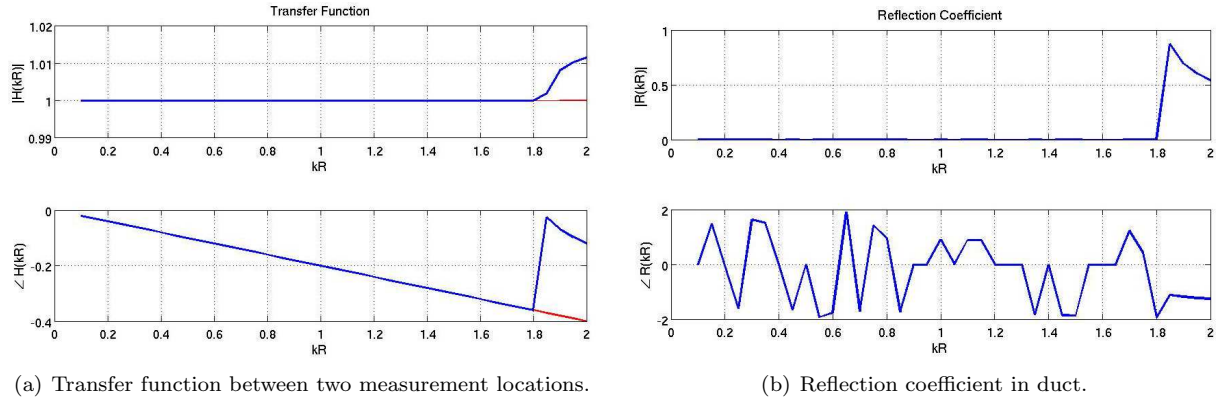 Transfer Function
1.02
1.01
1
0.99
|H(kR)|
0 0.2 0.4 0.6 0.8 1 1.2 1.4 1.6 1.8 2
kR
0
-0.2
-0.4
∠ H(kR)
0 0.2 0.4 0.6 0.8 1 1.2 1.4 1.6 1.8 2
kR
(a) Transfer function between two measurement locations.
Reflection Coefficient
1
0.5
0
|R(kR)|
0 0.2 0.4 0.6 0.8 1 1.2 1.4 1.6 1.8 2
kR
2
0
-2
∠ R(kR)
0 0.2 0.4 0.6 0.8 1 1.2 1.4 1.6 1.8 2
kR
(b) Reflection coefficient in duct.